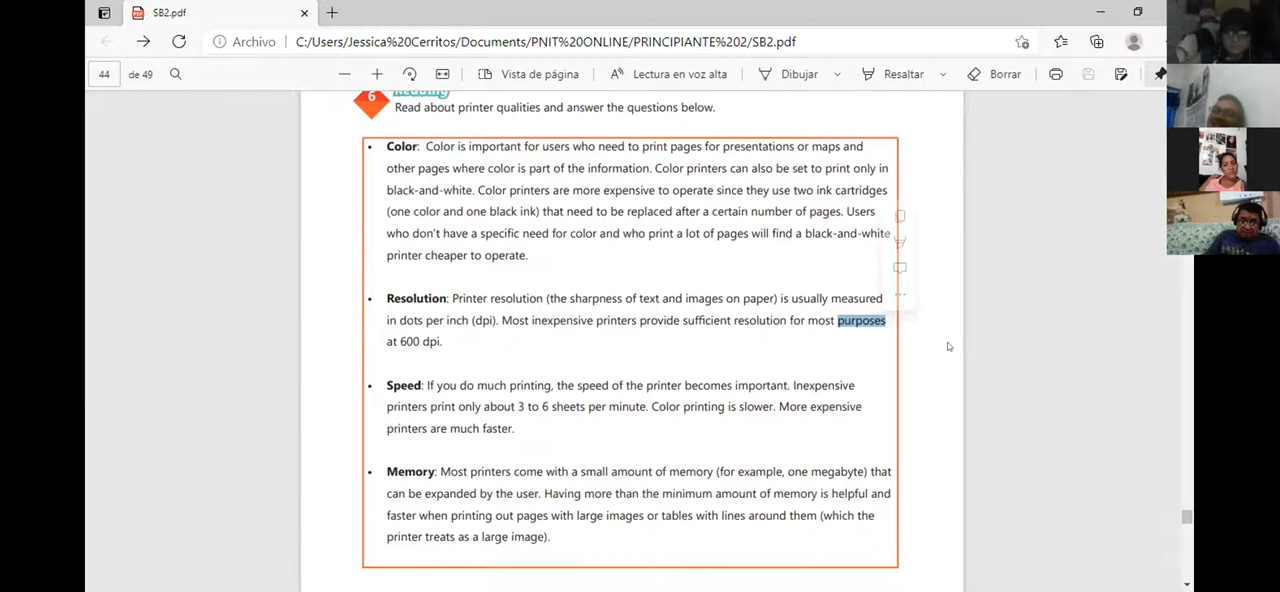 SB2.pdf
Archivo C:/Users/Jessica%20Cerritos/Documents/PNIT%20ONLINE/PRINCIPIANTE%202/SB2.pdf
44 de 49 Vista de página Lectura en voz alta Dibujar Resaltar Borrar
6 Reading
Read about printer qualities and answer the questions below.
• Color: Color is important for users who need to print pages for presentations or maps and
other pages where color is part of the information. Color printers can also be set to print only in
black-and-white. Color printers are more expensive to operate since they use two ink cartridges
(one color and one black ink) that need to be replaced after a certain number of pages. Users
who don't have a specific need for color and who print a lot of pages will find a black-and-white
printer cheaper to operate.
• Resolution: Printer resolution (the sharpness of text and images on paper) is usually measured
in dots per inch (dpi). Most inexpensive printers provide sufficient resolution for most purposes
at 600 dpi.
• Speed: If you do much printing, the speed of the printer becomes important. Inexpensive
printers print only about 3 to 6 sheets per minute. Color printing is slower. More expensive
printers are much faster.
• Memory: Most printers come with a small amount of memory (for example, one megabyte) that
can be expanded by the user. Having more than the minimum amount of memory is helpful and
faster when printing out pages with large images or tables with lines around them (which the
printer treats as a large image).